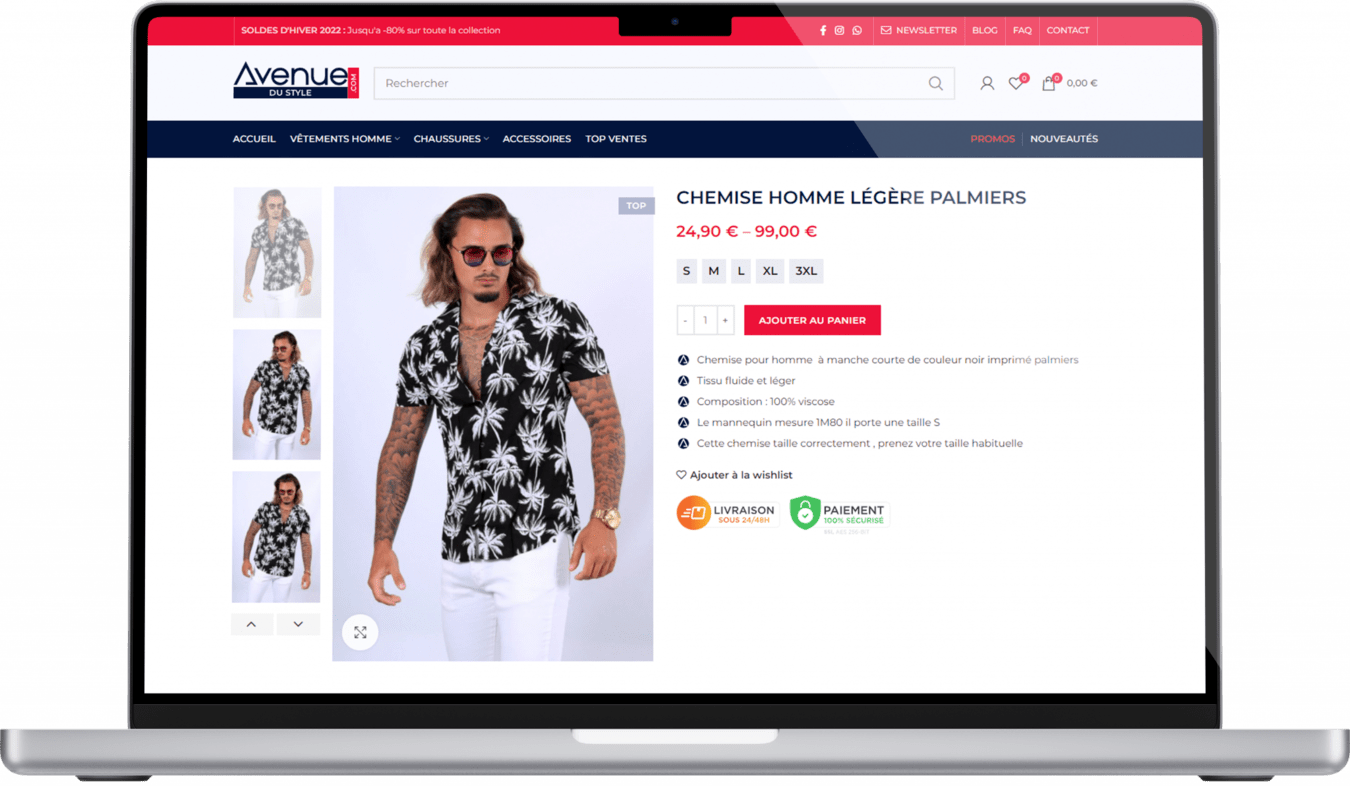 SOLDES D'HIVER 2022 : Jusqu'a -80% sur toute la collection
NEWSLETTER
BLOG
FAQ
CONTACT
Avenue
DU STYLE
.COM
Rechercher
0
0
0,00 €
ACCUEIL
VÊTEMENTS HOMME
CHAUSSURES
ACCESSOIRES
TOP VENTES
PROMOS
NOUVEAUTÉS
TOP
CHEMISE HOMME LÉGÈRE PALMIERS
24,90 € – 99,00 €
S M L XL 3XL
- 1 +
AJOUTER AU PANIER
Chemise pour homme à manche courte de couleur noir imprimé palmiers
Tissu fluide et léger
Composition : 100% viscose
Le mannequin mesure 1M80 il porte une taille S
Cette chemise taille correctement , prenez votre taille habituelle
Ajouter à la wishlist
LIVRAISON
SOUS 24/48H
PAIEMENT
100% SÉCURISÉ